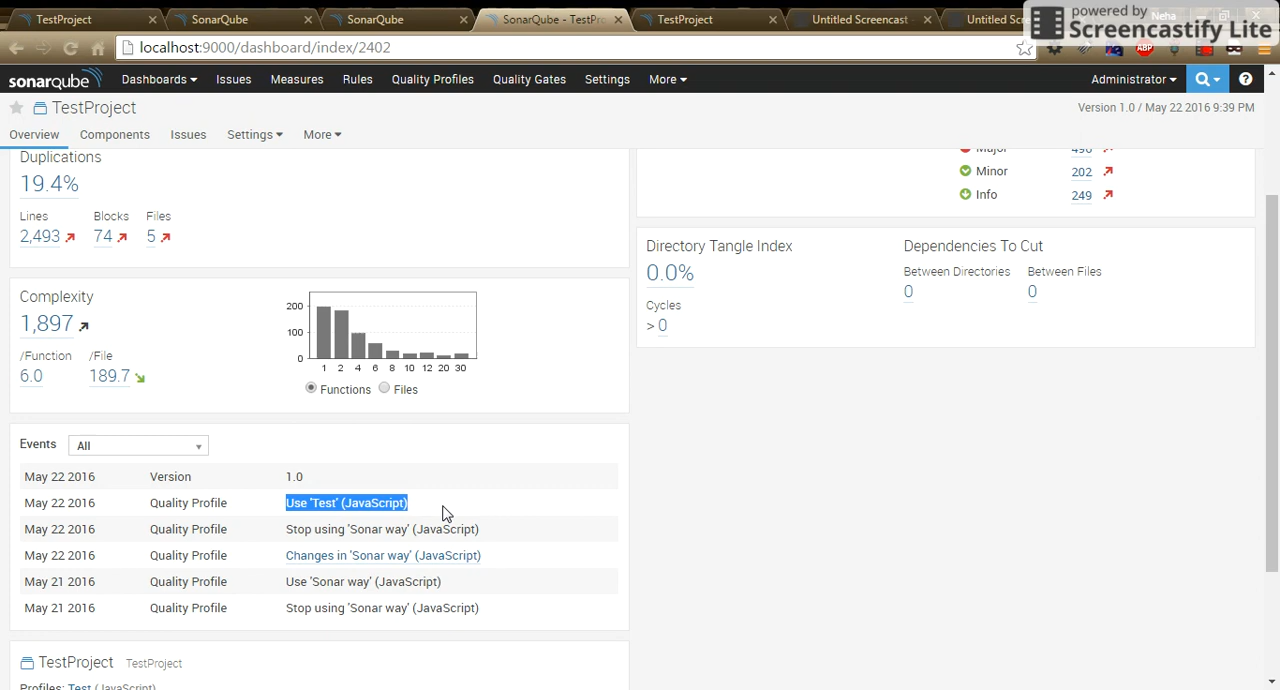 TestProject
SonarQube
SonarQube
SonarQube - TestPro
TestProject
Untitled Screencast
Untitled Scre
Neha
powered by
Screencastify Lite
localhost:9000/dashboard/index/2402
ABP
sonarqube Dashboards Issues Measures Rules Quality Profiles Quality Gates Settings More Administrator ?
TestProject
Version 1.0 / May 22 2016 9:39 PM
Overview Components Issues Settings More
Duplications
19.4%
Lines Blocks Files
2,493 74 5
Major 496
Minor 202
Info 249
Directory Tangle Index
0.0%
Cycles
> 0
Dependencies To Cut
Between Directories Between Files
0 0
Complexity
1,897
/Function /File
6.0 189.7
200
100
0
1 2 4 6 8 10 12 20 30
Functions Files
Events All
May 22 2016 Version 1.0
May 22 2016 Quality Profile Use 'Test' (JavaScript)
May 22 2016 Quality Profile Stop using 'Sonar way' (JavaScript)
May 22 2016 Quality Profile Changes in 'Sonar way' (JavaScript)
May 21 2016 Quality Profile Use 'Sonar way' (JavaScript)
May 21 2016 Quality Profile Stop using 'Sonar way' (JavaScript)
TestProject TestProject
Profiles: Test (JavaScript)